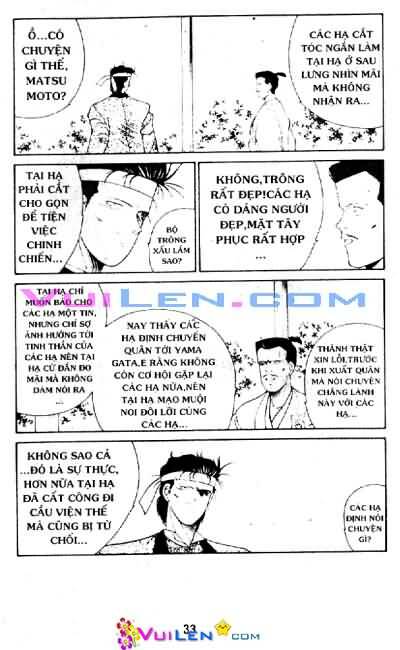 Ồ...CÓ
CHUYỆN
GÌ THẾ,
MATSU
MOTO?
CÁC HẠ CẮT
TÓC NGẮN LÀM
TẠI HẠ Ở SAU
LƯNG NHÌN MÃI
MÀ KHÔNG
NHẬN RA...
TẠI HẠ
PHẢI CẮT
CHO GỌN
ĐỂ TIỆN
VIỆC
CHINH
CHIẾN...
BỘ
TRÔNG
XẤU LẮM
SAO?
KHÔNG,TRÔNG
RẤT ĐẸP!CÁC HẠ
CÓ DÁNG NGƯỜI
ĐẸP,MẶT TÂY
PHỤC RẤT HỢP
...
TẠI HẠ CHỈ
MUỐN BÁO CHO
CÁC HẠ MỘT TIN,
NHƯNG CHỈ SỢ
ẢNH HƯỞNG TỚI
TINH THẦN CỦA
CÁC HẠ NÊN TẠI
HẠ CỨ ĐẮN ĐO
MÃI MÀ KHÔNG
DÁM NÓI RA
...
NAY THẤY CÁC
HẠ ĐỊNH CHUYỂN
QUÂN TỚI YAMA
GATA,E RẰNG KHÔNG
CÒN CƠ HỘI GẶP LẠI
CÁC HẠ NỮA,NÊN
TẠI HẠ MẠO MUỘI
NOI ĐÔI LỜI CÙNG
CÁC HẠ...
THÀNH THẬT
XIN LỖI,TRƯỚC
KHI XUẤT QUÂN
MÀ NÓI CHUYỆN
CHẲNG LÀNH
NÀY VỚI CÁC
HẠ...
VUILEN.COM
KHÔNG SAO CẢ
...ĐÓ LÀ SỰ THỰC,
HƠN NỮA TẠI HẠ
ĐÃ CẤT CÔNG ĐI
CẦU VIỆN THẾ
MÀ CŨNG BỊ TỪ
CHỐI...
CÁC HẠ
ĐỊNH NÓI
CHUYỆN
GÌ?
33
VUILEN.COM